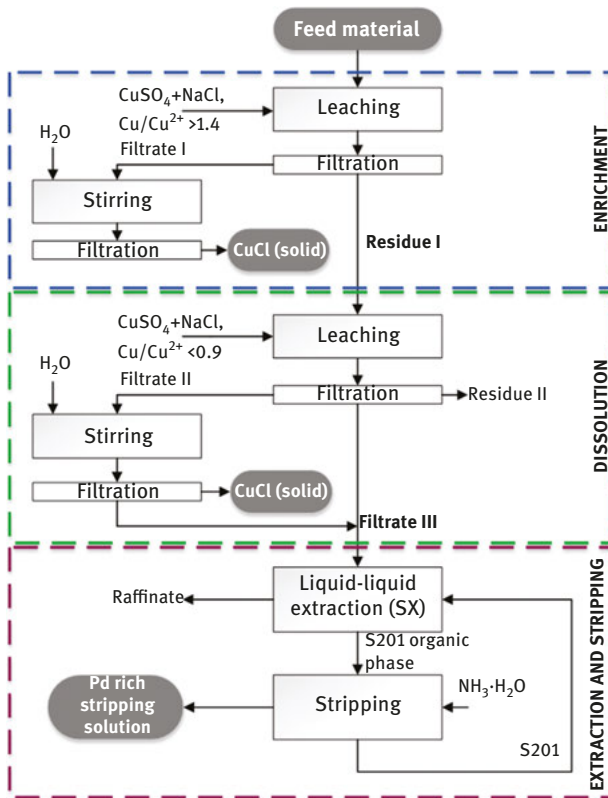 Feed material
CuSO₄+NaCl,
Cu/Cu²⁺ >1.4
Leaching
H₂O
Filtrate I
Filtration
Stirring
Filtration
CuCl (solid)
Residue I
ENRICHMENT
CuSO₄+NaCl,
Cu/Cu²⁺ <0.9
Leaching
H₂O
Filtrate II
Filtration
Residue II
Stirring
Filtration
CuCl (solid)
Filtrate III
DISSOLUTION
Liquid-liquid
extraction (SX)
Raffinate
S201 organic
phase
Pd rich
stripping
solution
Stripping
NH₃·H₂O
S201
EXTRACTION AND STRIPPING